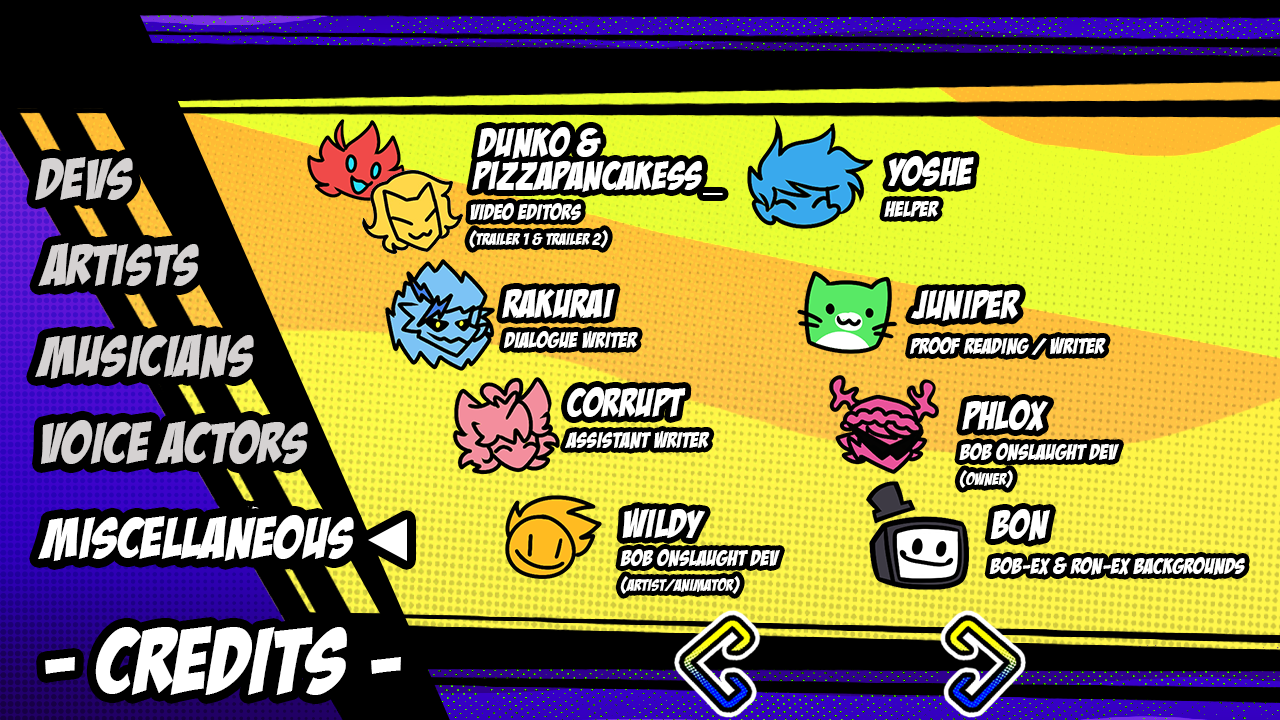 DEVS
ARTISTS
MUSICIANS
VOICE ACTORS
MISCELLANEOUS
- CREDITS -
DUNKO &
PIZZAPANCAKESS_
VIDEO EDITORS
(TRAILER 1 & TRAILER 2)
YOSHE
HELPER
RAKURAI
DIALOGUE WRITER
JUNIPER
PROOF READING / WRITER
CORRUPT
ASSISTANT WRITER
PHLOX
BOB ONSLAUGHT DEV
(OWNER)
WILDY
BOB ONSLAUGHT DEV
(ARTIST/ANIMATOR)
BON
BOB-EX & RON-EX BACKGROUNDS